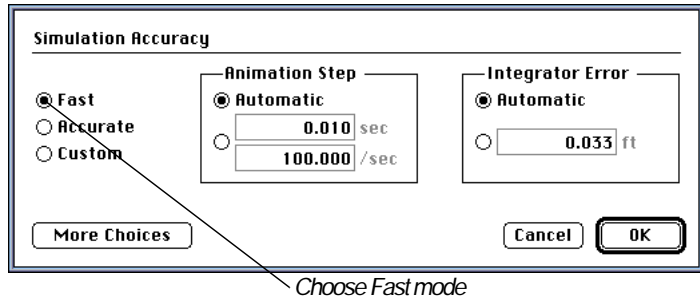 Simulation Accuracy
Fast
Accurate
Custom
Animation Step
Automatic
0.010 sec
100.000 /sec
Integrator Error
Automatic
0.033 ft
More Choices
Cancel
OK
Choose Fast mode